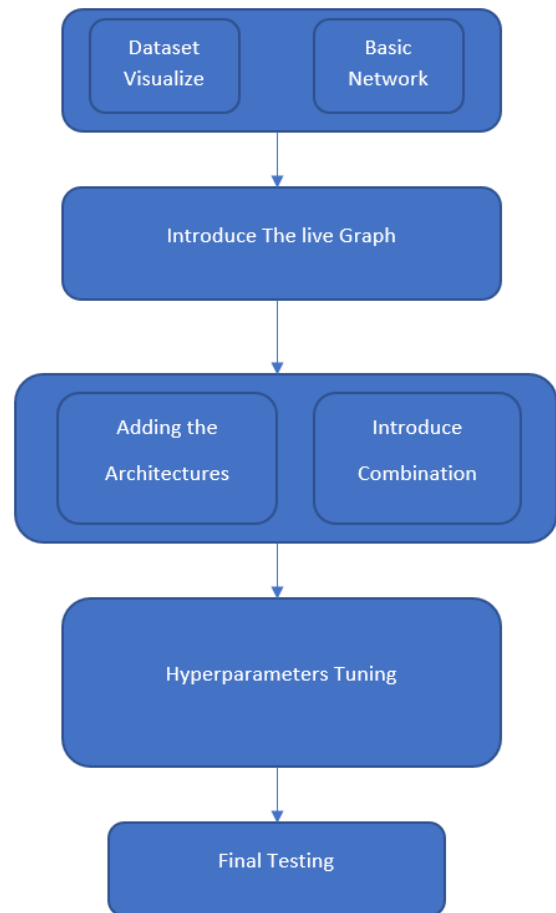 Dataset
Visualize
Basic
Network
Introduce The live Graph
Adding the
Architectures
Introduce
Combination
Hyperparameters Tuning
Final Testing